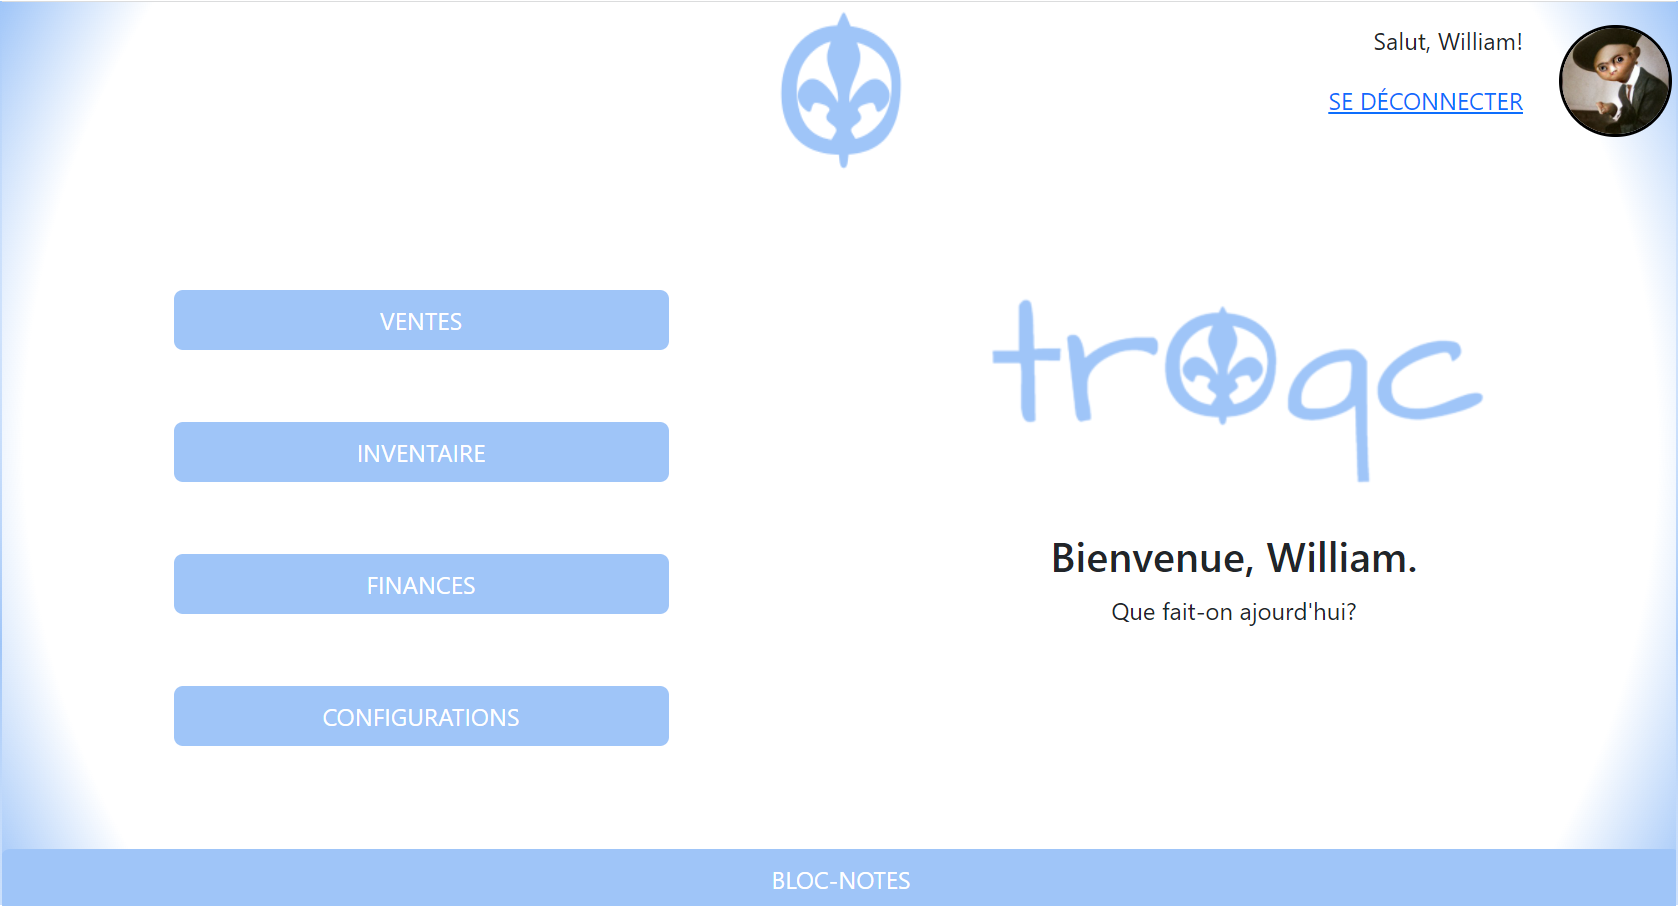 Salut, William!
SE DÉCONNECTER
VENTES
INVENTAIRE
FINANCES
CONFIGURATIONS
troqc
Bienvenue, William.
Que fait-on ajourd'hui?
BLOC-NOTES